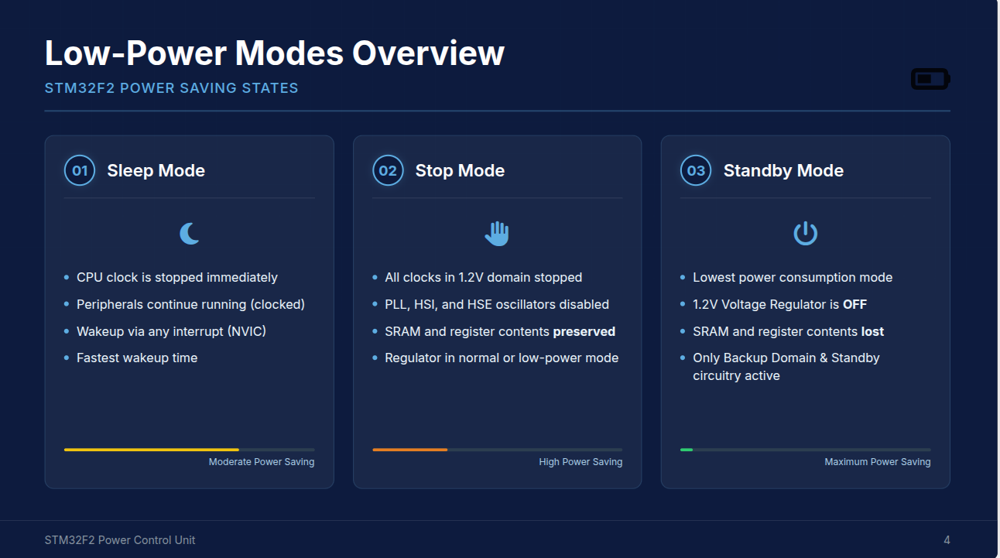 Low-Power Modes Overview
STM32F2 POWER SAVING STATES
01 Sleep Mode
CPU clock is stopped immediately
Peripherals continue running (clocked)
Wakeup via any interrupt (NVIC)
Fastest wakeup time
Moderate Power Saving
02 Stop Mode
All clocks in 1.2V domain stopped
PLL, HSI, and HSE oscillators disabled
SRAM and register contents preserved
Regulator in normal or low-power mode
High Power Saving
03 Standby Mode
Lowest power consumption mode
1.2V Voltage Regulator is OFF
SRAM and register contents lost
Only Backup Domain & Standby
circuitry active
Maximum Power Saving
STM32F2 Power Control Unit
4